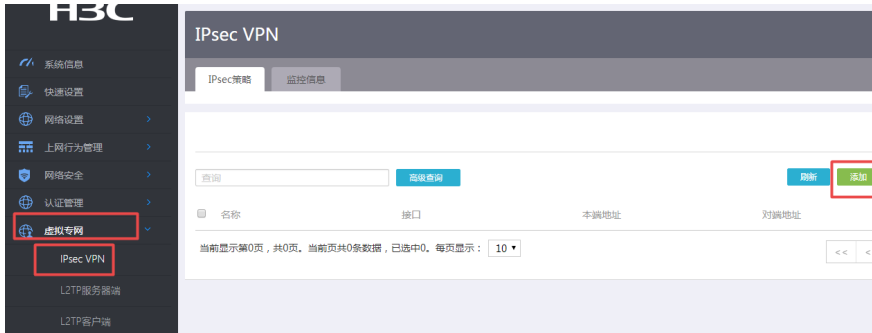 H3C
IPsec VPN
系统信息
IPsec策略 监控信息
快速设置
网络设置
上网行为管理
网络安全
查询 高级查询 刷新 添加
认证管理
名称 接口 本端地址 对端地址
虚拟专网
当前显示第0页，共0页。当前页共0条数据，已选中0。每页显示： 10
<< <
IPsec VPN
L2TP服务器端
L2TP客户端